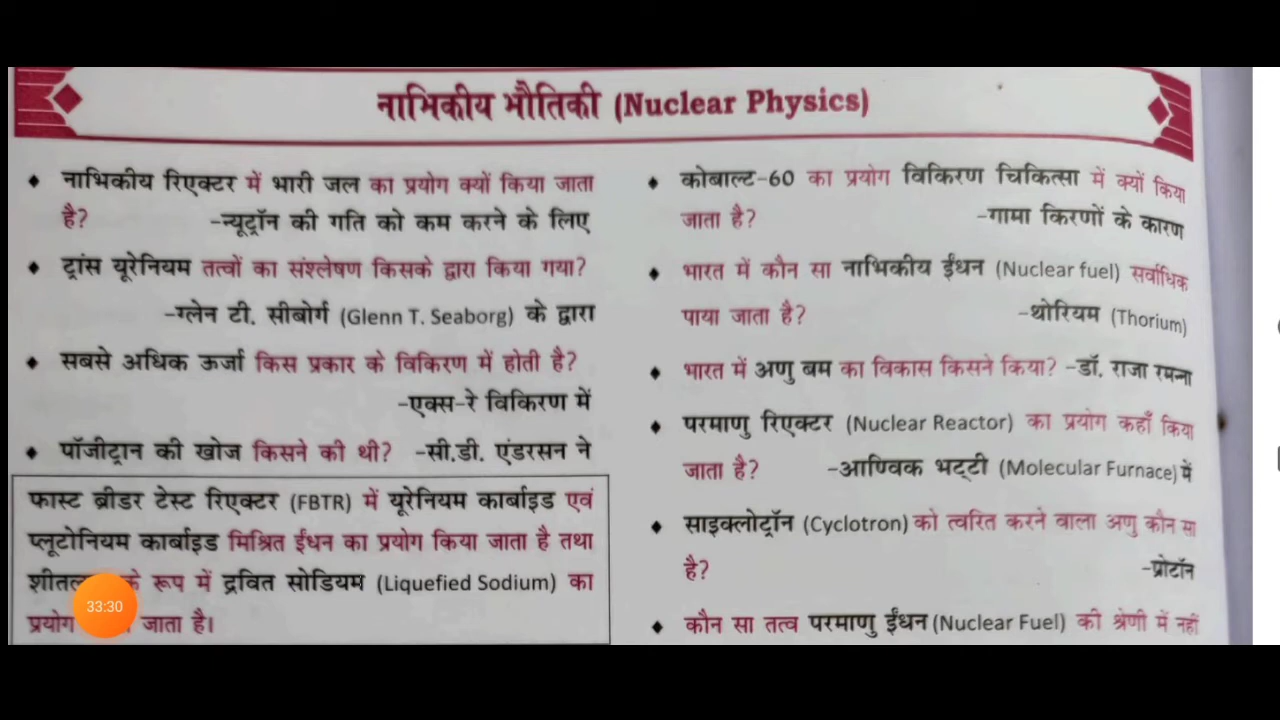 नाभिकीय भौतिकी (Nuclear Physics)
♦ नाभिकीय रिएक्टर में भारी जल का प्रयोग क्यों किया जाता
है? -न्यूट्रॉन की गति को कम करने के लिए
♦ ट्रांस यूरेनियम तत्वों का संश्लेषण किसके द्वारा किया गया?
-ग्लेन टी. सीबोर्ग (Glenn T. Seaborg) के द्वारा
♦ सबसे अधिक ऊर्जा किस प्रकार के विकिरण में होती है?
-एक्स-रे विकिरण में
♦ पॉजीट्रान की खोज किसने की थी? -सी.डी. एंडरसन ने
फास्ट ब्रीडर टेस्ट रिएक्टर (FBTR) में यूरेनियम कार्बाइड एवं
प्लूटोनियम कार्बाइड मिश्रित ईंधन का प्रयोग किया जाता है तथा
के रूप में द्रवित सोडियम (Liquefied Sodium) का
प्रयोग जाता है।
33:30
♦ कोबाल्ट-60 का प्रयोग विकिरण चिकित्सा में क्यों किया
जाता है? -गामा किरणों के कारण
♦ भारत में कौन सा नाभिकीय ईंधन (Nuclear fuel) सर्वाधिक
पाया जाता है? -थोरियम (Thorium)
♦ भारत में अणु बम का विकास किसने किया? -डॉ. राजा रमन्ना
♦ परमाणु रिएक्टर (Nuclear Reactor) का प्रयोग कहाँ किया
जाता है? -आण्विक भट्टी (Molecular Furnace) में
♦ साइक्लोट्रॉन (Cyclotron) को त्वरित करने वाला अणु कौन सा
है? -प्रोटॉन
♦ कौन सा तत्व परमाणु ईंधन (Nuclear Fuel) की श्रेणी में नहीं